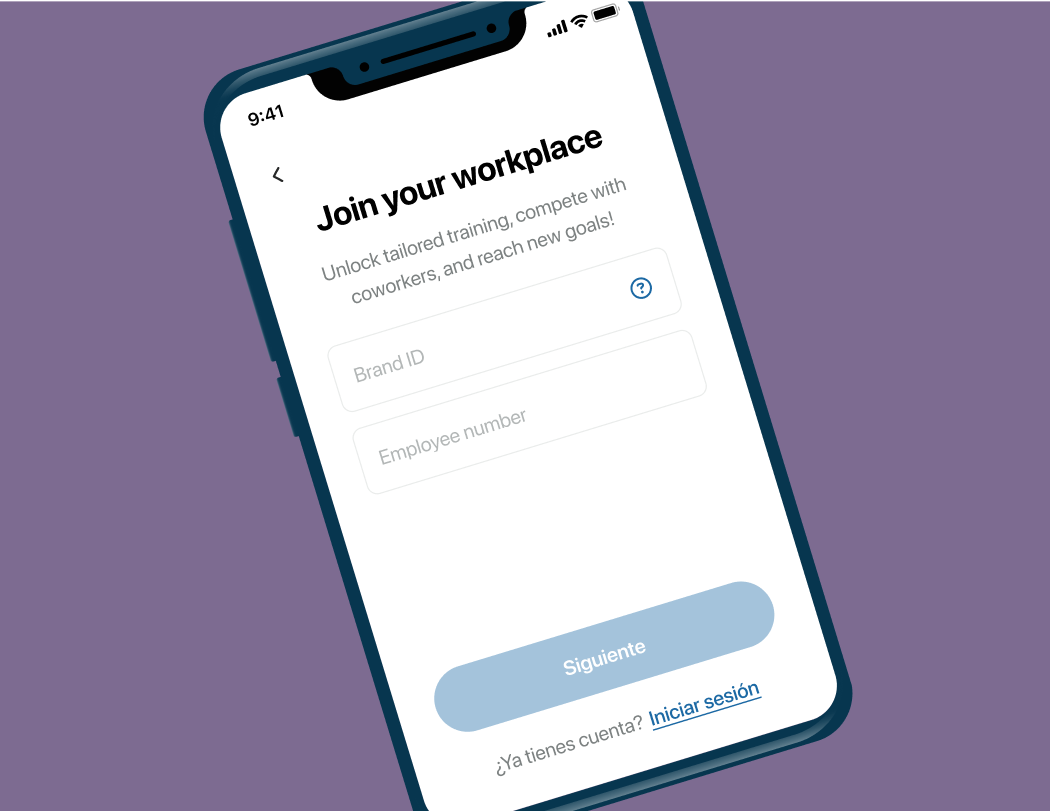 9:41
Join your workplace
Unlock tailored training, compete with
coworkers, and reach new goals!
Brand ID
?
Employee number
Siguiente
¿Ya tienes cuenta? Iniciar sesión